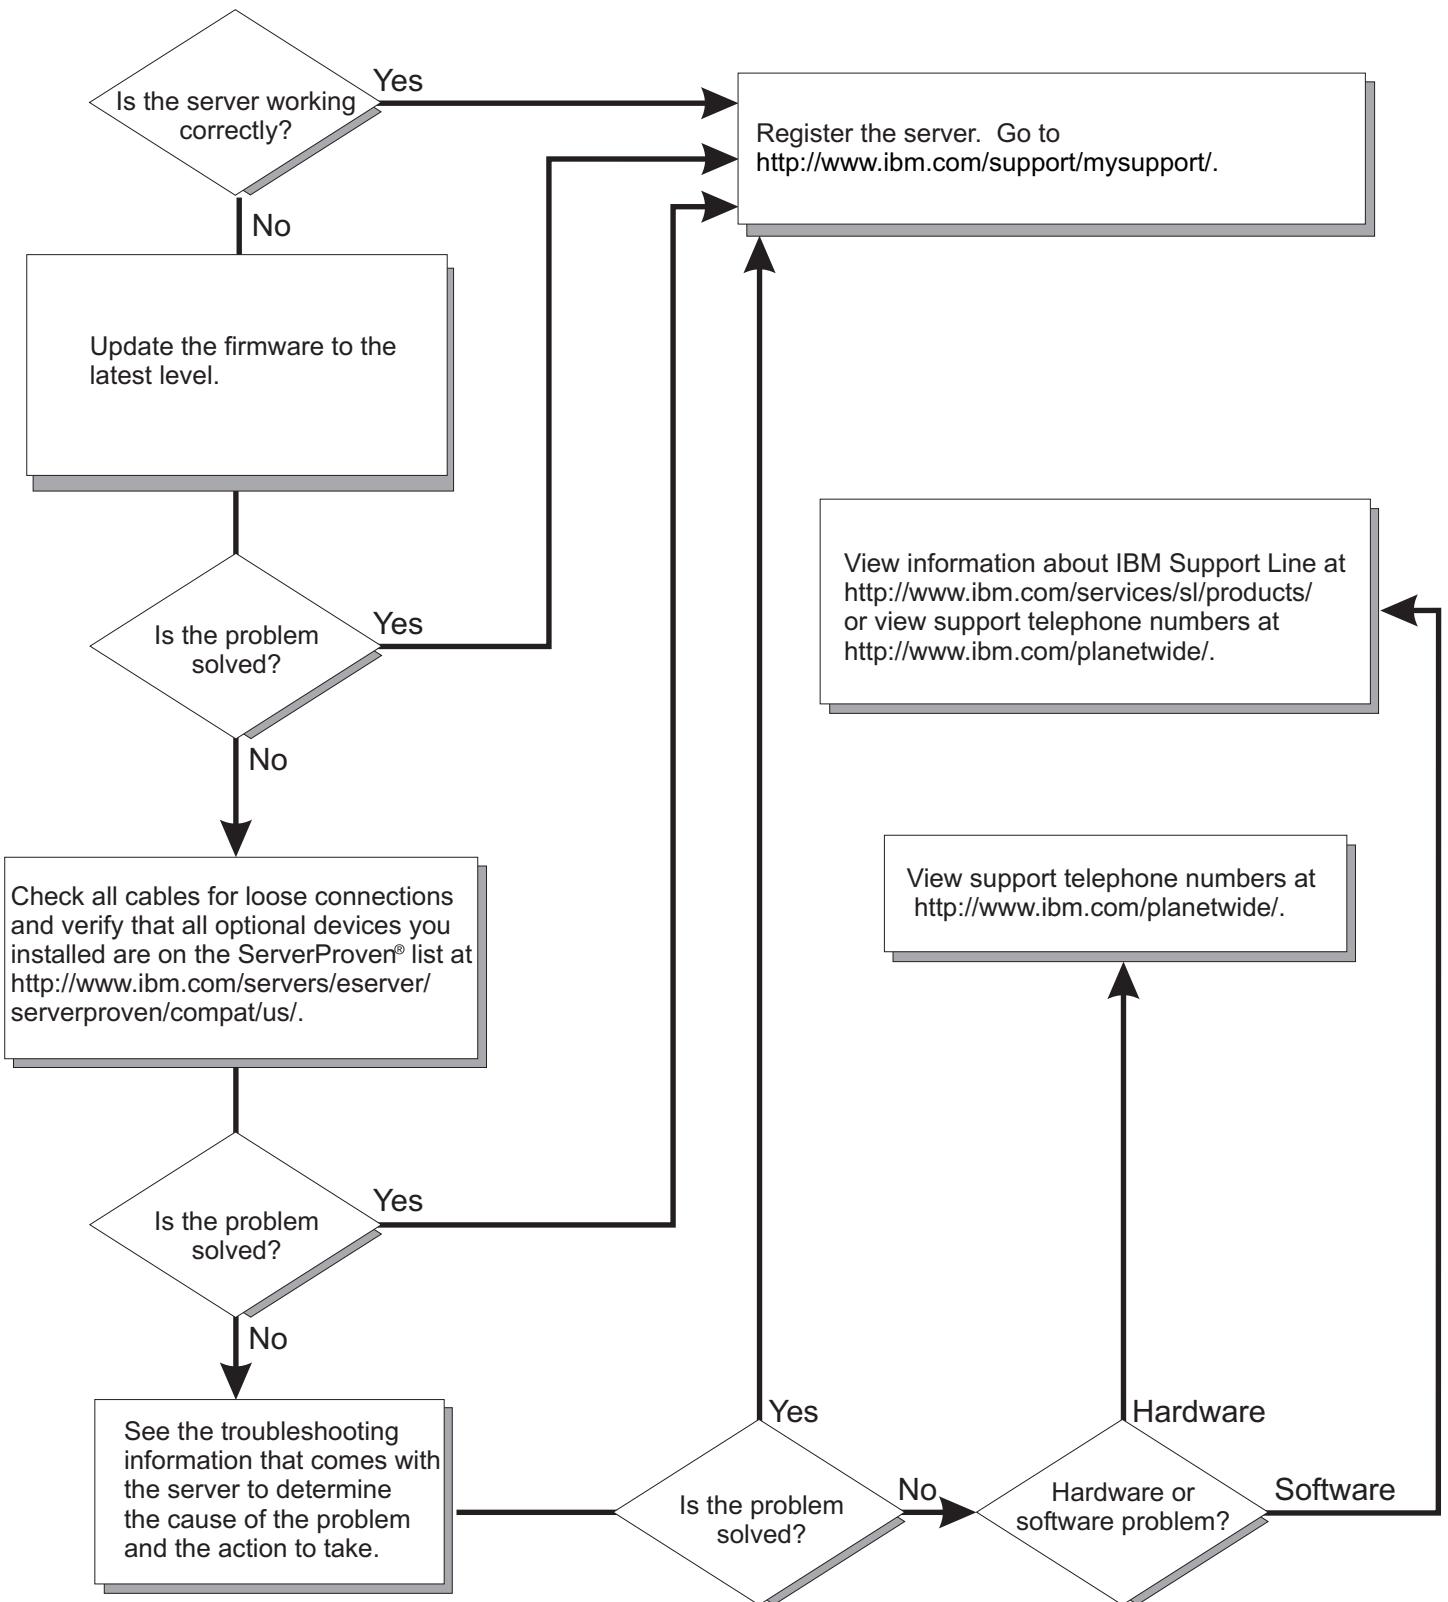 Is the server working
correctly?
Yes
Register the server. Go to
http://www.ibm.com/support/mysupport/.
No
Update the firmware to the
latest level.
Is the problem
solved?
Yes
View information about IBM Support Line at
http://www.ibm.com/services/sl/products/
or view support telephone numbers at
http://www.ibm.com/planetwide/.
No
Check all cables for loose connections
and verify that all optional devices you
installed are on the ServerProven® list at
http://www.ibm.com/servers/eserver/
serverproven/compat/us/.
View support telephone numbers at
http://www.ibm.com/planetwide/.
Is the problem
solved?
Yes
No
See the troubleshooting
information that comes with
the server to determine
the cause of the problem
and the action to take.
Is the problem
solved?
Yes
No
Hardware or
software problem?
Hardware
Software